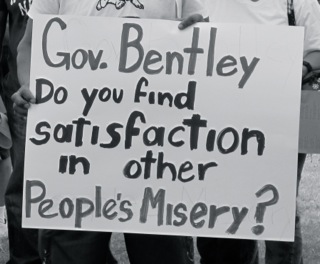 Gov. Bentley
Do you find
satisfaction
in other
People's Misery?